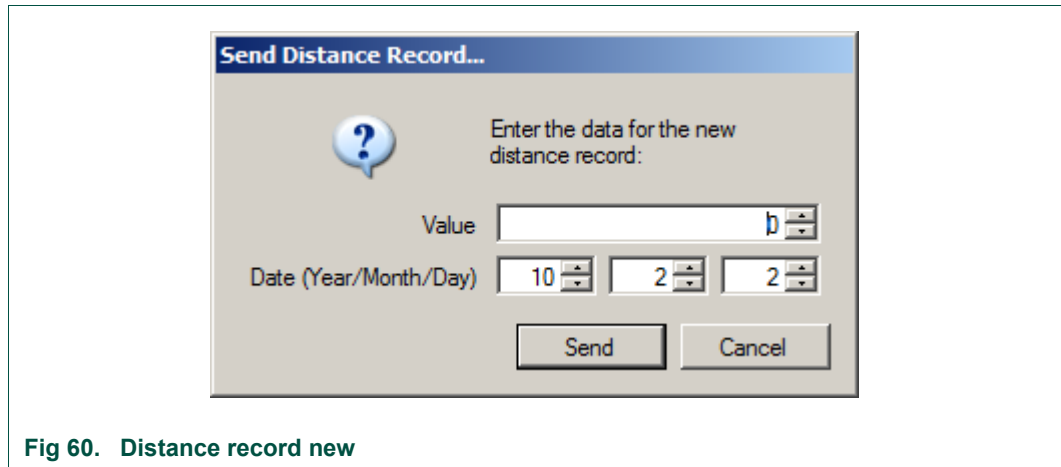 Send Distance Record...
?
Enter the data for the new
distance record:
Value 0
Date (Year/Month/Day) 10 2 2
Send Cancel
Fig 60. Distance record new